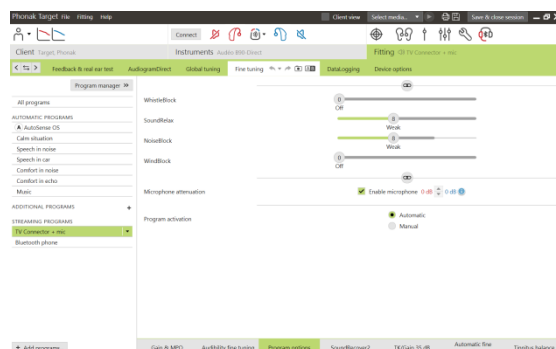 Phonak Target File Fitting Help
Client view Select media... Save & close session
Connect
Client Target, Phonak Instruments Audéo B90-Direct Fitting TV Connector + mic
Feedback & real ear test AudiogramDirect Global tuning Fine tuning DataLogging Device options
Program manager
All programs
AUTOMATIC PROGRAMS
A AutoSense OS
Calm situation
Speech in noise
Speech in car
Comfort in noise
Comfort in echo
Music
ADDITIONAL PROGRAMS +
STREAMING PROGRAMS
TV Connector + mic
Bluetooth phone
+ Add programs
WhistleBlock 0
Off
SoundRelax 8
Weak
NoiseBlock 8
Weak
WindBlock 0
Off
Microphone attenuation Enable microphone 0 dB 0 dB
Program activation Automatic
Manual
Gain & MPO Audibility fine tuning Program options SoundRecover2 TK/Gain 35 dB Automatic fine Tinnitus balance